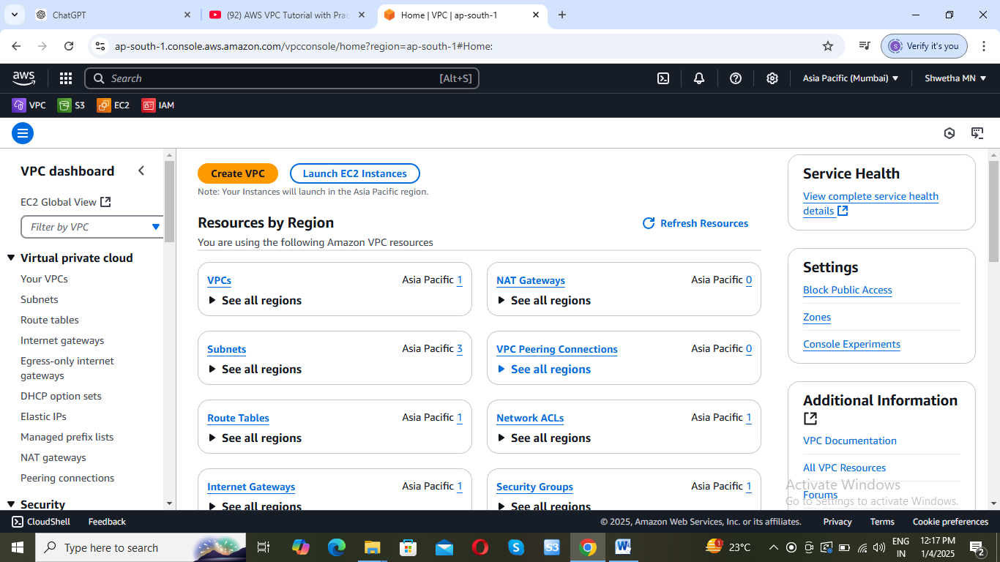 ChatGPT
(92) AWS VPC Tutorial with Prac
Home | VPC | ap-south-1
ap-south-1.console.aws.amazon.com/vpcconsole/home?region=ap-south-1#Home:
S
Verify it's you
aws
Search
[Alt+S]
Asia Pacific (Mumbai)
Shwetha MN
VPC
S3
EC2
IAM
VPC dashboard
EC2 Global View
Filter by VPC
Virtual private cloud
Your VPCs
Subnets
Route tables
Internet gateways
Egress-only internet
gateways
DHCP option sets
Elastic IPs
Managed prefix lists
NAT gateways
Peering connections
Security
Create VPC
Launch EC2 Instances
Note: Your Instances will launch in the Asia Pacific region.
Resources by Region
Refresh Resources
You are using the following Amazon VPC resources
VPCs
Asia Pacific 1
See all regions
NAT Gateways
Asia Pacific 0
See all regions
Subnets
Asia Pacific 3
See all regions
VPC Peering Connections
Asia Pacific 0
See all regions
Route Tables
Asia Pacific 1
See all regions
Network ACLs
Asia Pacific 1
See all regions
Internet Gateways
Asia Pacific 1
See all regions
Security Groups
Asia Pacific 1
See all regions
Service Health
View complete service health
details
Settings
Block Public Access
Zones
Console Experiments
Additional Information
VPC Documentation
All VPC Resources
Forums
Activate Windows
Go to Settings to activate Windows.
CloudShell
Feedback
© 2025, Amazon Web Services, Inc. or its affiliates.
Privacy
Terms
Cookie preferences
Type here to search
S3
1
23°C
ENG
IN
12:17 PM
1/4/2025
2